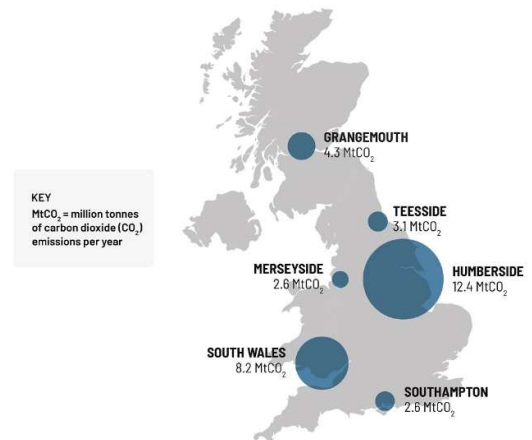 GRANGEMOUTH
4.3 MtCO₂
KEY
MtCO₂ = million tonnes
of carbon dioxide (CO₂)
emissions per year
TEESSIDE
3.1 MtCO₂
MERSEYSIDE
2.6 MtCO₂
HUMBERSIDE
12.4 MtCO₂
SOUTH WALES
8.2 MtCO₂
SOUTHAMPTON
2.6 MtCO₂